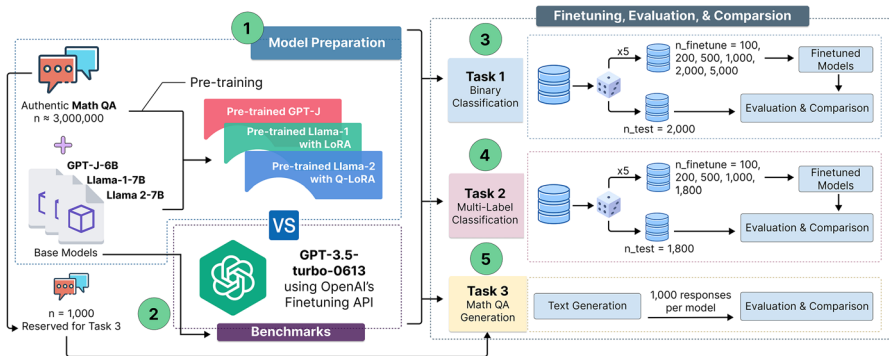 1
Model Preparation
Authentic Math QA
n ≈ 3,000,000
Pre-training
GPT-J-6B
Llama-1-7B
Llama 2-7B
Base Models
Pre-trained GPT-J
Pre-trained Llama-1
with LoRA
Pre-trained Llama-2
with Q-LoRA
VS
GPT-3.5-
turbo-0613
using OpenAI's
Finetuning API
2
Benchmarks
n = 1,000
Reserved for Task 3
Finetuning, Evaluation, & Comparsion
3
Task 1
Binary
Classification
x5
n_finetune = 100,
200, 500, 1,000,
2,000, 5,000
Finetuned
Models
n_test = 2,000
Evaluation & Comparison
4
Task 2
Multi-Label
Classification
x5
n_finetune = 100,
200, 500, 1,000,
1,800
Finetuned
Models
n_test = 1,800
Evaluation & Comparison
5
Task 3
Math QA
Generation
Text Generation
1,000 responses
per model
Evaluation & Comparison